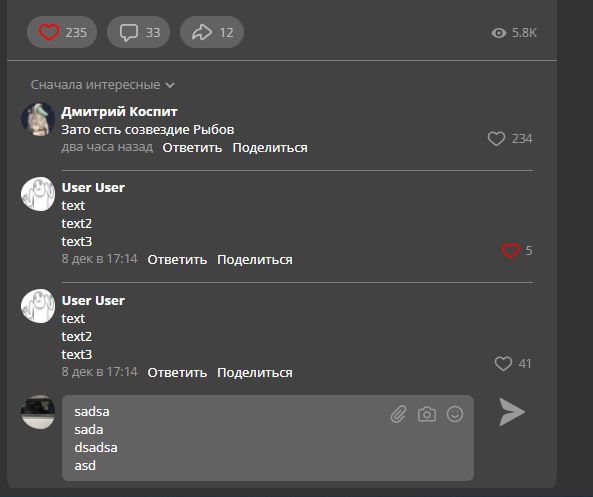 235 33 12 5.8K
Сначала интересные
Дмитрий Коспит
Зато есть созвездие Рыбов
два часа назад Ответить Поделиться 234
User User
text
text2
text3
8 дек в 17:14 Ответить Поделиться 5
User User
text
text2
text3
8 дек в 17:14 Ответить Поделиться 41
sadsa
sada
dsadsa
asd